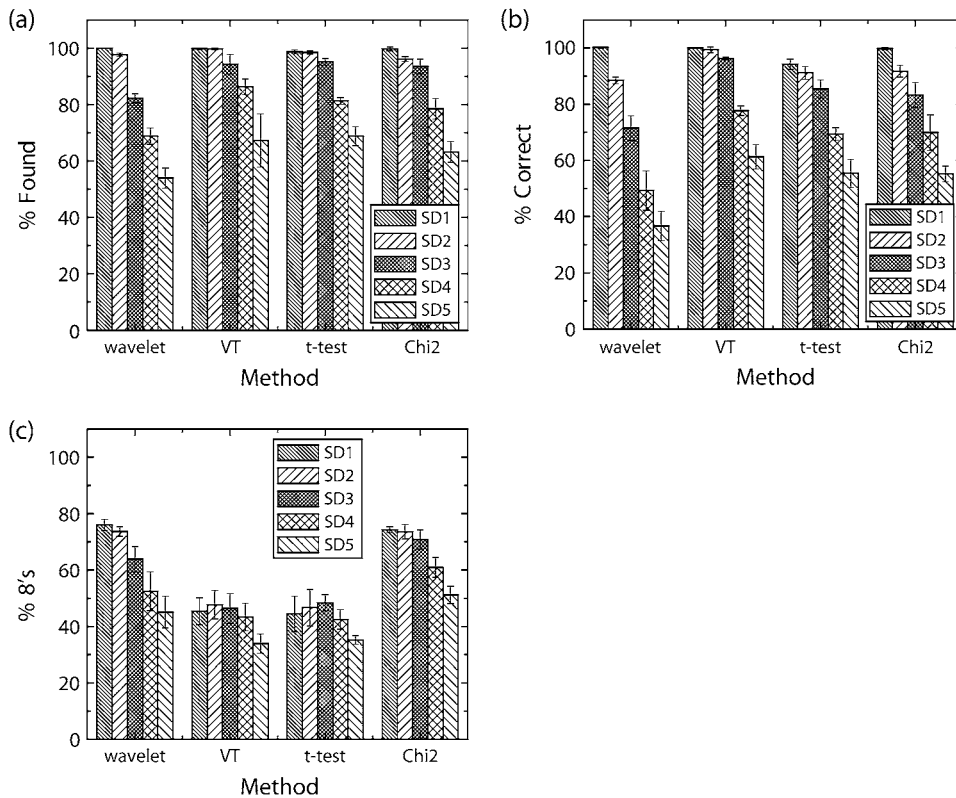 (a)
% Found
100
80
60
40
20
0
SD1
SD2
SD3
SD4
SD5
wavelet VT t-test Chi2
Method
(b)
% Correct
100
80
60
40
20
0
SD1
SD2
SD3
SD4
SD5
wavelet VT t-test Chi2
Method
(c)
% 8's
100
80
60
40
20
0
SD1
SD2
SD3
SD4
SD5
wavelet VT t-test Chi2
Method